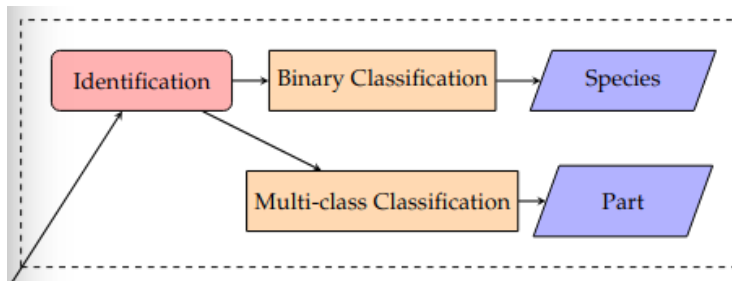 Identification
Binary Classification
Species
Multi-class Classification
Part